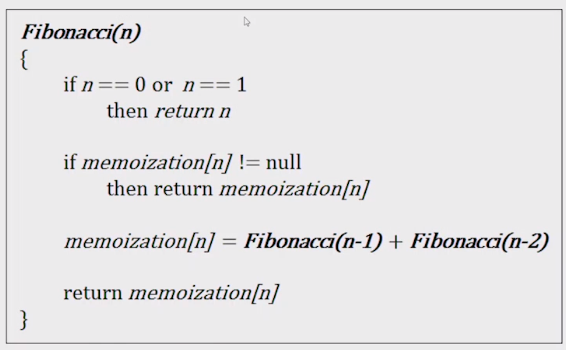 Fibonacci(n)
{
if n == 0 or n == 1
then return n
if memoization[n] != null
then return memoization[n]
memoization[n] = Fibonacci(n-1) + Fibonacci(n-2)
return memoization[n]
}